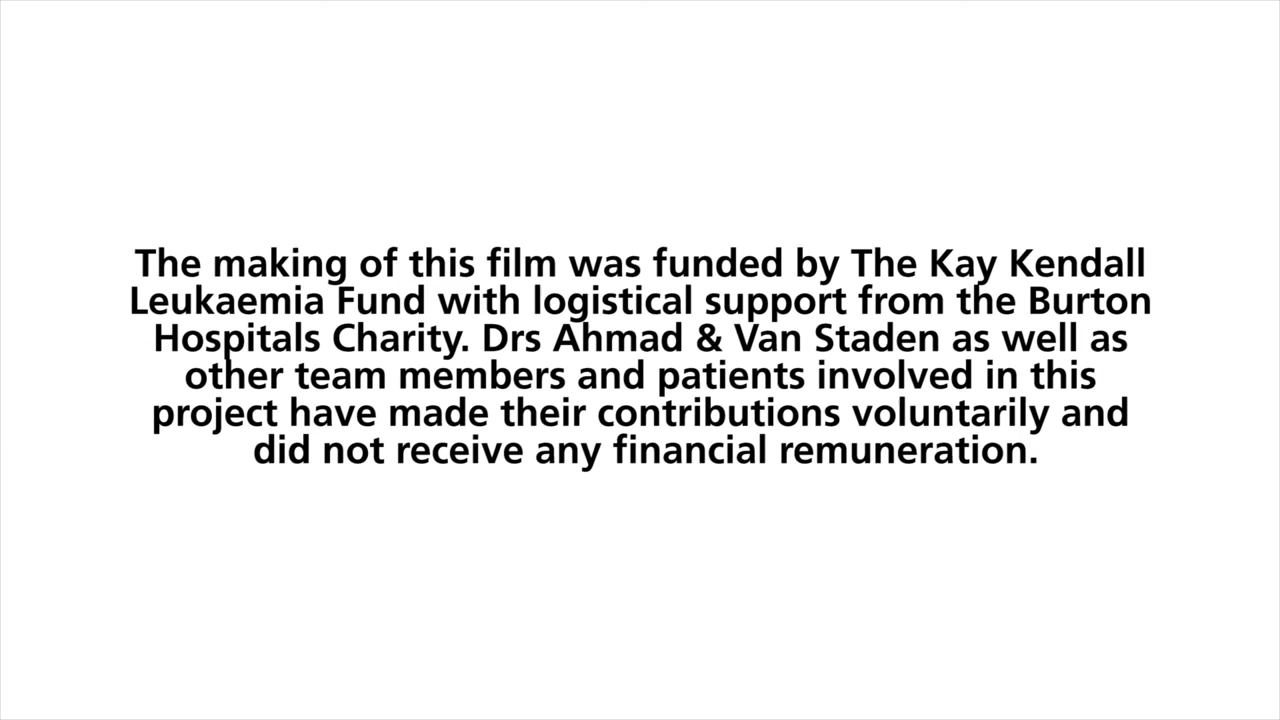 The making of this film was funded by The Kay Kendall
Leukaemia Fund with logistical support from the Burton
Hospitals Charity. Drs Ahmad & Van Staden as well as
other team members and patients involved in this
project have made their contributions voluntarily and
did not receive any financial remuneration.